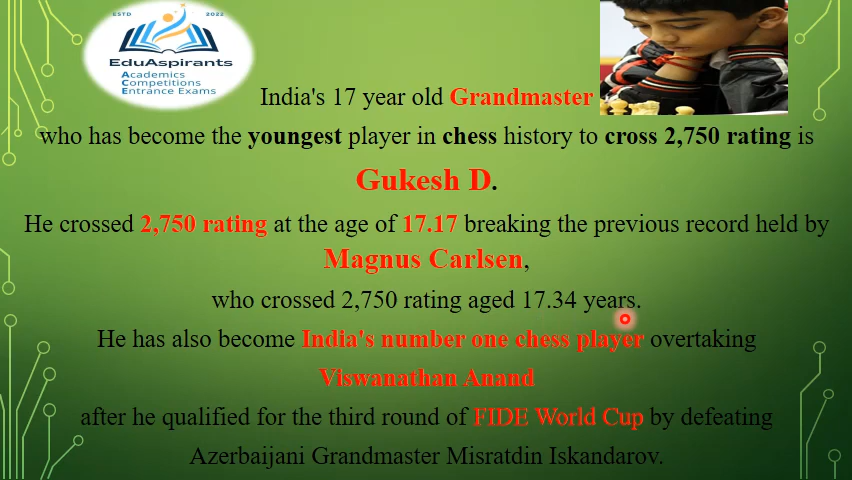 ESTD 2022
EduAspirants
Academics
Competitions
Entrance Exams
India's 17 year old Grandmaster
who has become the youngest player in chess history to cross 2,750 rating is
Gukesh D.
He crossed 2,750 rating at the age of 17.17 breaking the previous record held by
Magnus Carlsen,
who crossed 2,750 rating aged 17.34 years.
He has also become India's number one chess player overtaking
Viswanathan Anand
after he qualified for the third round of FIDE World Cup by defeating
Azerbaijani Grandmaster Misratdin Iskandarov.